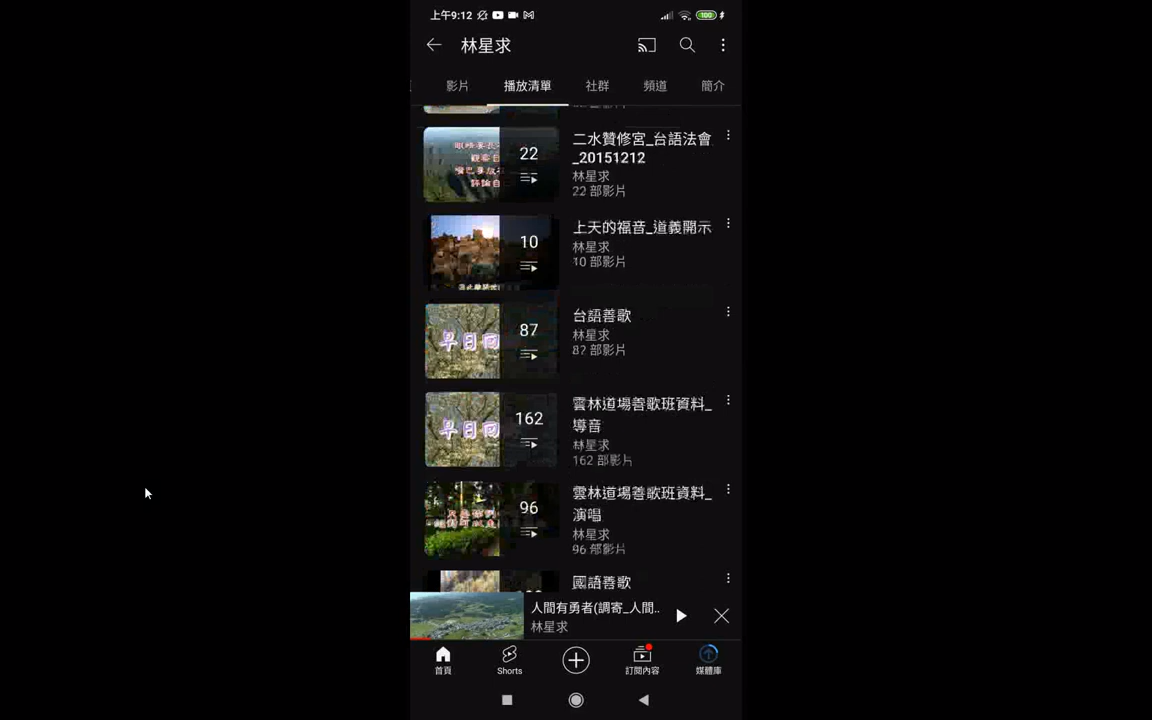 上午9:12
100
林星求
影片
播放清單
社群
頻道
簡介
22
二水贊修宮_台語法會
_20151212
林星求
22 部影片
10
上天的福音_道義開示
林星求
10 部影片
早日回
87
台語善歌
林星求
87 部影片
早日回
162
雲林道場善歌班資料_
導音
林星求
162 部影片
96
雲林道場善歌班資料_
演唱
林星求
96 部影片
國語善歌
人間有勇者(調寄_人間..
林星求
首頁
Shorts
訂閱內容
媒體庫